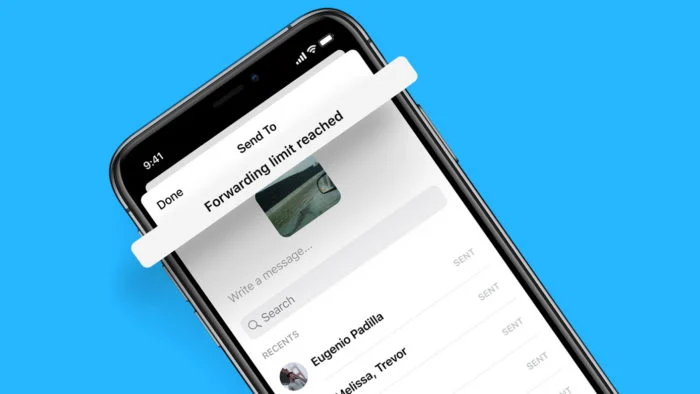 9:41
Send To
Done
Forwarding limit reached
Write a message...
Search
RECENTS
SENT
Eugenio Padilla
SENT
Melissa, Trevor
SENT
SENT